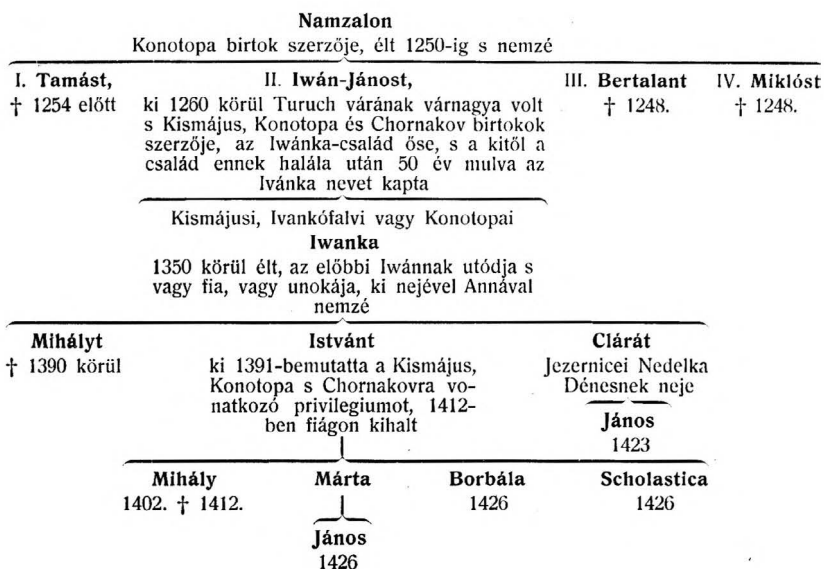 Namzalon
Konotopa birtok szerzője, élt 1250-ig s nemzé
I. Tamást,
† 1254 előtt
II. Iwán-Jánost,
ki 1260 körül Turuch várának várnagya volt
s Kismájus, Konotopa és Chornakov birtokok
szerzője, az Iwánka-család őse, s a kitől a
család ennek halála után 50 év mulva az
Ivánka nevet kapta
III. Bertalant
† 1248.
IV. Miklóst
† 1248.
Kismájusi, Ivankófalvi vagy Konotopai
Iwanka
1350 körül élt, az előbbi Iwánnak utódja s
vagy fia, vagy unokája, ki nejével Annával
nemzé
Mihályt
† 1390 körül
Istvánt
ki 1391-bemutatta a Kismájus,
Konotopa s Chornakovra vo-
natkozó privilegiumot, 1412-
ben fiágon kihalt
Clárát
Jezernicei Nedelka
Dénesnek neje
János
1423
Mihály
1402. † 1412.
Márta
Borbála
1426
Scholastica
1426
János
1426